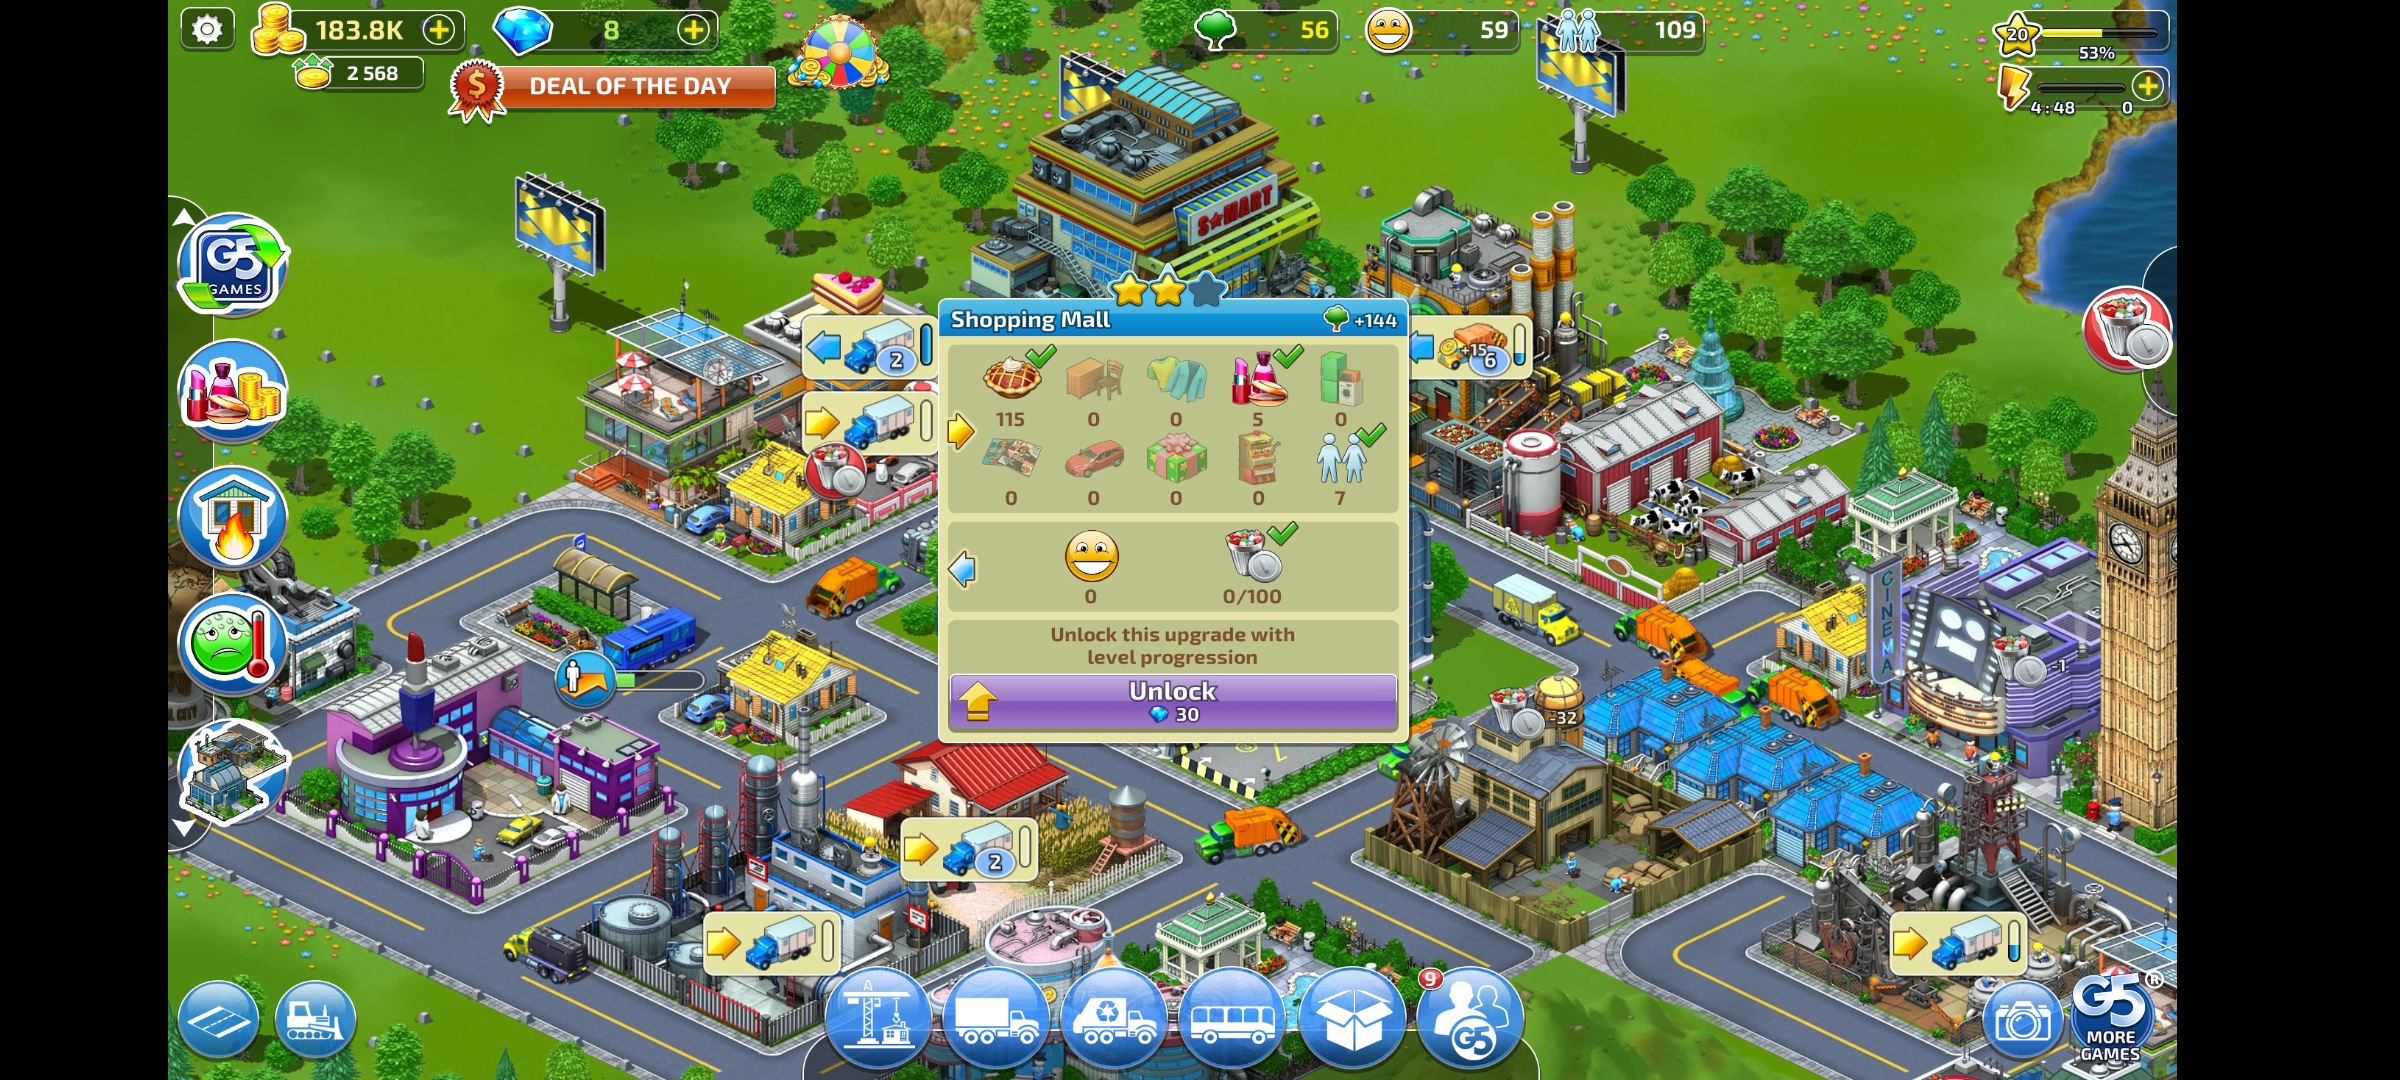 183.8K
8
56
59
109
20
53%
2 568
DEAL OF THE DAY
4:48
0
G5
GAMES
S★MART
Shopping Mall
+144
2
+15
6
115
0
0
5
0
0
0
0
0
7
0
0/100
Unlock this upgrade with
level progression
Unlock
30
CINEMA
-1
-32
2
9
G5
G5
MORE
GAMES